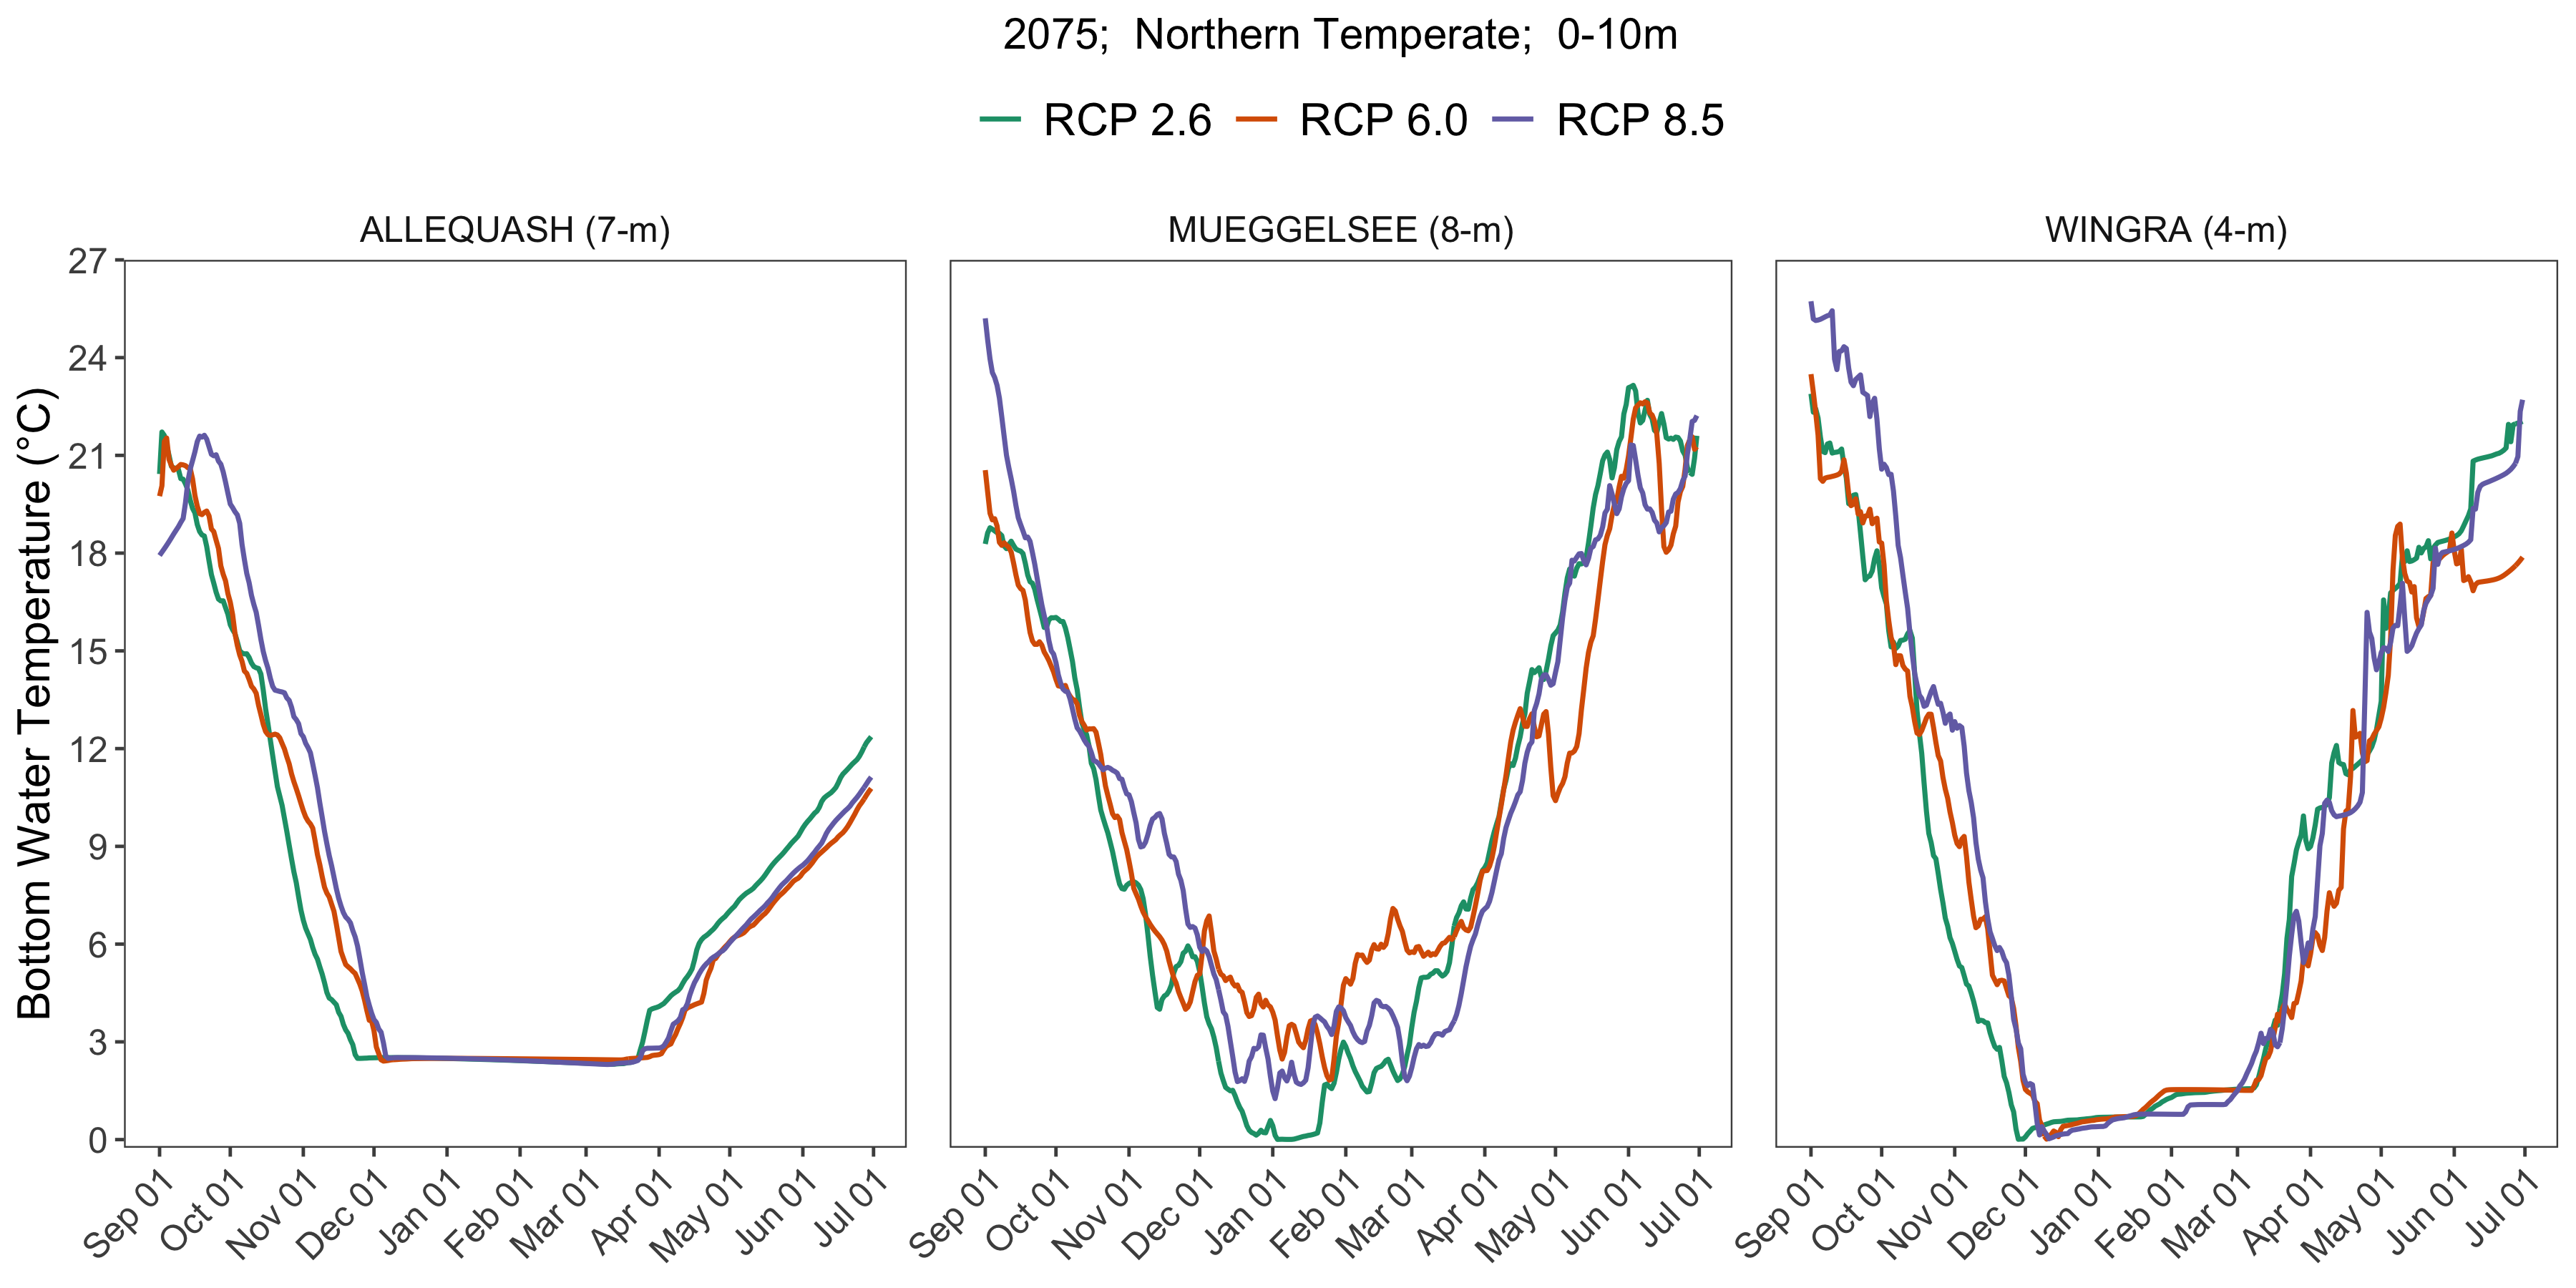 2075;  Northern Temperate;  0-10m
RCP 2.6 RCP 6.0 RCP 8.5
ALLEQUASH (7-m) MUEGGELSEE (8-m) WINGRA (4-m)
Bottom Water Temperature (°C)
27
24
21
18
15
12
9
6
3
0
Sep 01 Oct 01 Nov 01 Dec 01 Jan 01 Feb 01 Mar 01 Apr 01 May 01 Jun 01 Jul 01 Sep 01 Oct 01 Nov 01 Dec 01 Jan 01 Feb 01 Mar 01 Apr 01 May 01 Jun 01 Jul 01 Sep 01 Oct 01 Nov 01 Dec 01 Jan 01 Feb 01 Mar 01 Apr 01 May 01 Jun 01 Jul 01